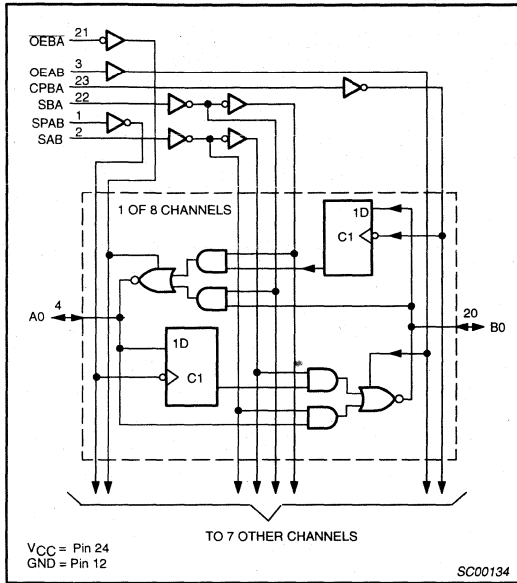 OEBA 21
OEAB 3
CPBA 23
SBA 22
SPAB 1
SAB 2
1 OF 8 CHANNELS
1D
C1
A0 4
20 B0
1D
C1
TO 7 OTHER CHANNELS
VCC = Pin 24
GND = Pin 12
SC00134